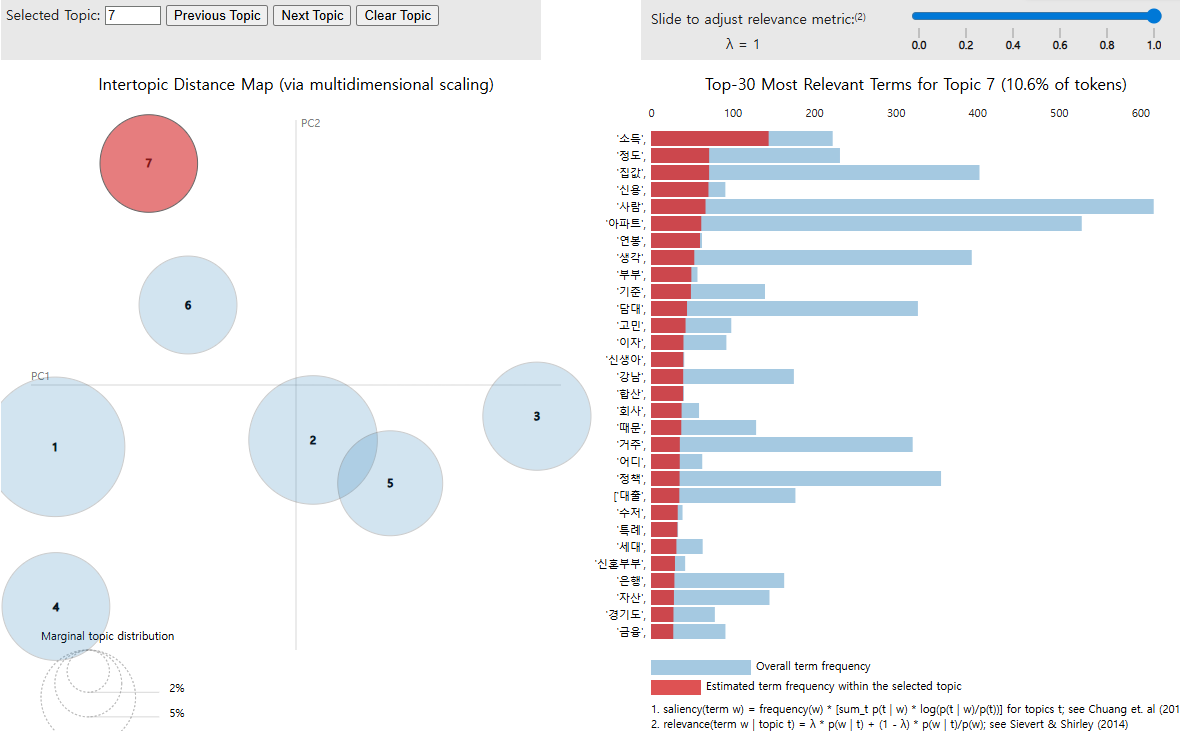 Selected Topic: 7 Previous Topic Next Topic Clear Topic
Slide to adjust relevance metric:(2)
λ = 1
0.0 0.2 0.4 0.6 0.8 1.0
Intertopic Distance Map (via multidimensional scaling)
PC2
7
6
PC1
1
2
3
5
4
Marginal topic distribution
2%
5%
Top-30 Most Relevant Terms for Topic 7 (10.6% of tokens)
0 100 200 300 400 500 600
'소득',
'정도',
'집값',
'신용',
'사람',
'아파트',
'연봉',
'생각',
'부부',
'기준',
'담대',
'고민',
'이자',
'신생아',
'강남',
'합산',
'회사',
'때문',
'거주',
'어디',
'정책',
['대출',
'수저',
'특례',
'세대',
'신혼부부',
'은행',
'자산',
'경기도',
'금융',
Overall term frequency
Estimated term frequency within the selected topic
1. saliency(term w) = frequency(w) * [sum_t p(t | w) * log(p(t | w)/p(t))] for topics t; see Chuang et. al (201
2. relevance(term w | topic t) = λ * p(w | t) + (1 - λ) * p(w | t)/p(w); see Sievert & Shirley (2014)